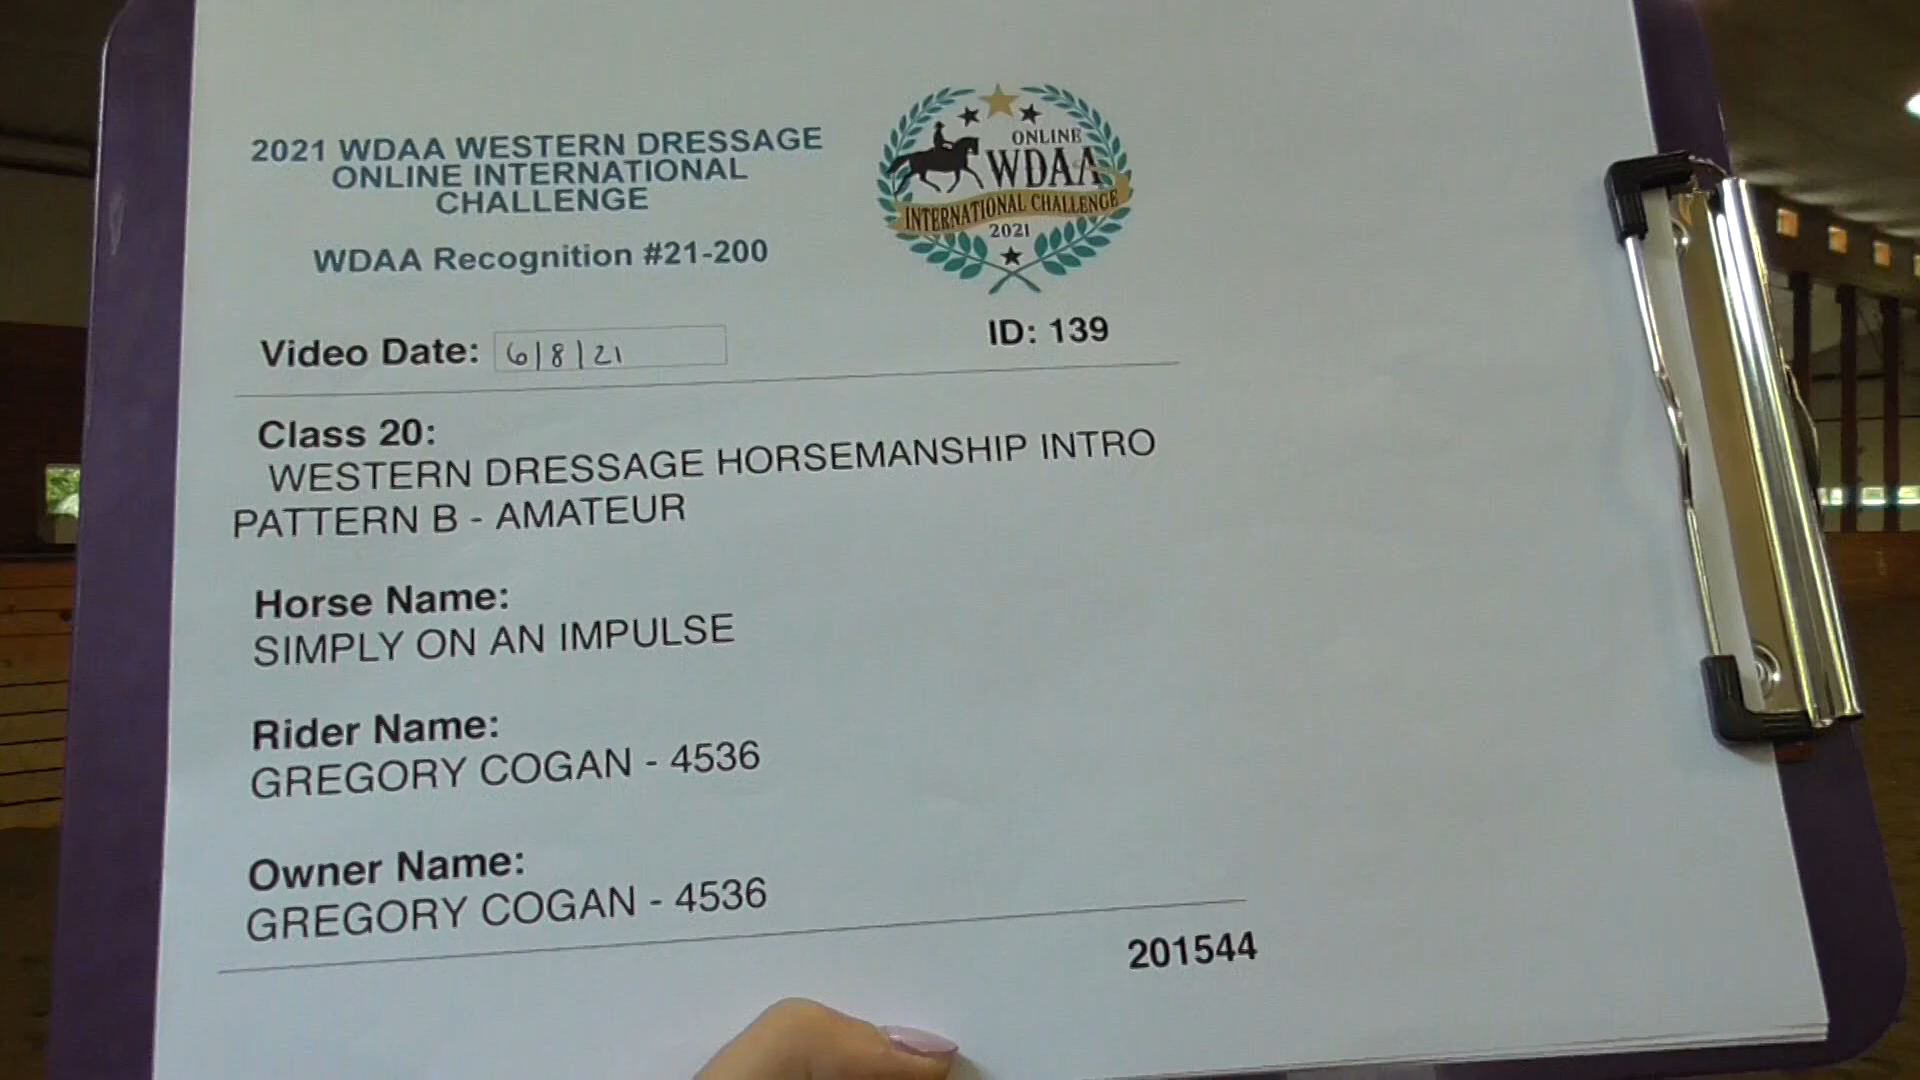 2021 WDAA WESTERN DRESSAGE
ONLINE INTERNATIONAL
CHALLENGE
WDAA Recognition #21-200
ONLINE
WDAA
INTERNATIONAL CHALLENGE
2021
Video Date: 6/8/21
ID: 139
Class 20:
WESTERN DRESSAGE HORSEMANSHIP INTRO
PATTERN B - AMATEUR
Horse Name:
SIMPLY ON AN IMPULSE
Rider Name:
GREGORY COGAN - 4536
Owner Name:
GREGORY COGAN - 4536
201544